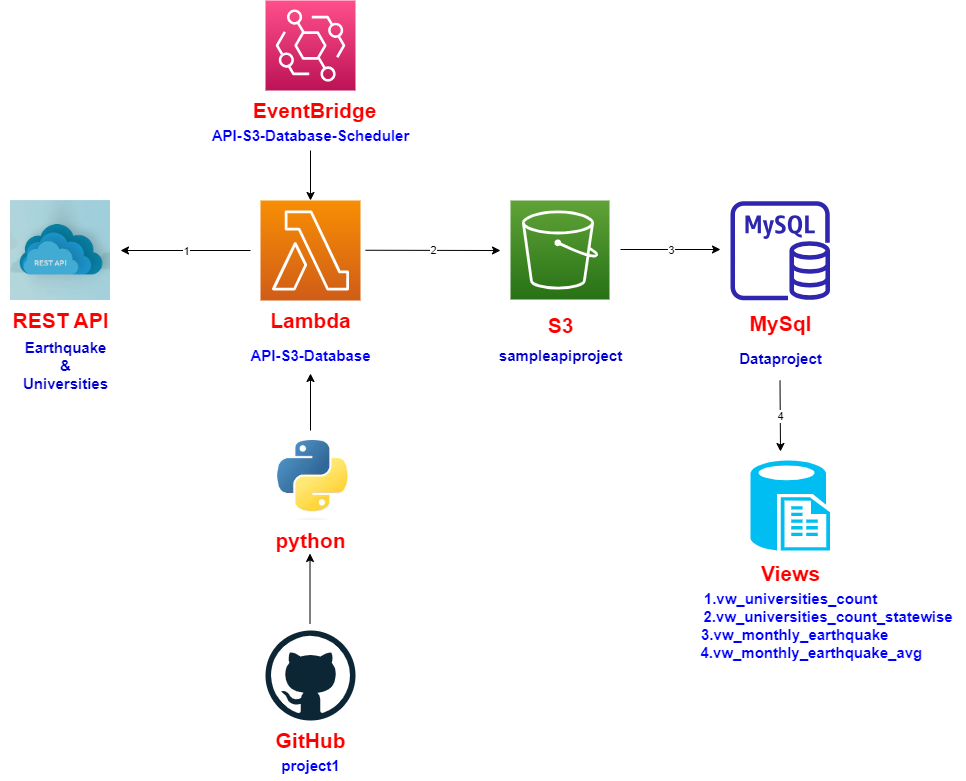 EventBridge
API-S3-Database-Scheduler
REST API
1
2
3
MySQL
REST API
Earthquake
&
Universities
Lambda
API-S3-Database
S3
sampleapiproject
MySql
Dataproject
4
python
Views
1.vw_universities_count
2.vw_universities_count_statewise
3.vw_monthly_earthquake
4.vw_monthly_earthquake_avg
GitHub
project1